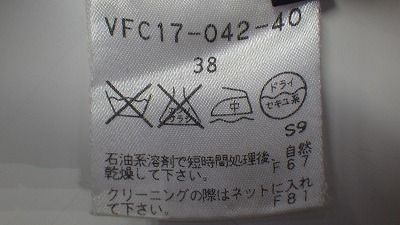 VFC17-042-40
38
中
ドライ
セキユ系
S9
石油系溶剤で短時間処理後、自然
乾燥して下さい。 F67
クリーニングの際はネットに入れ
て下さい。 F81